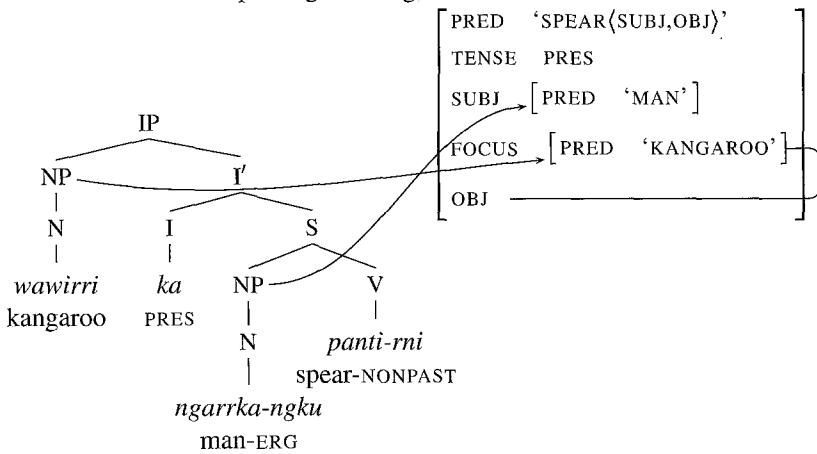 [PRED ‘SPEAR⟨SUBJ,OBJ⟩’
TENSE PRES
SUBJ [PRED ‘MAN’]
FOCUS [PRED ‘KANGAROO’]
OBJ]
IP
NP I′
N I S
wawirri ka NP V
kangaroo PRES
N panti-rni
spear-NONPAST
ngarrka-ngku
man-ERG